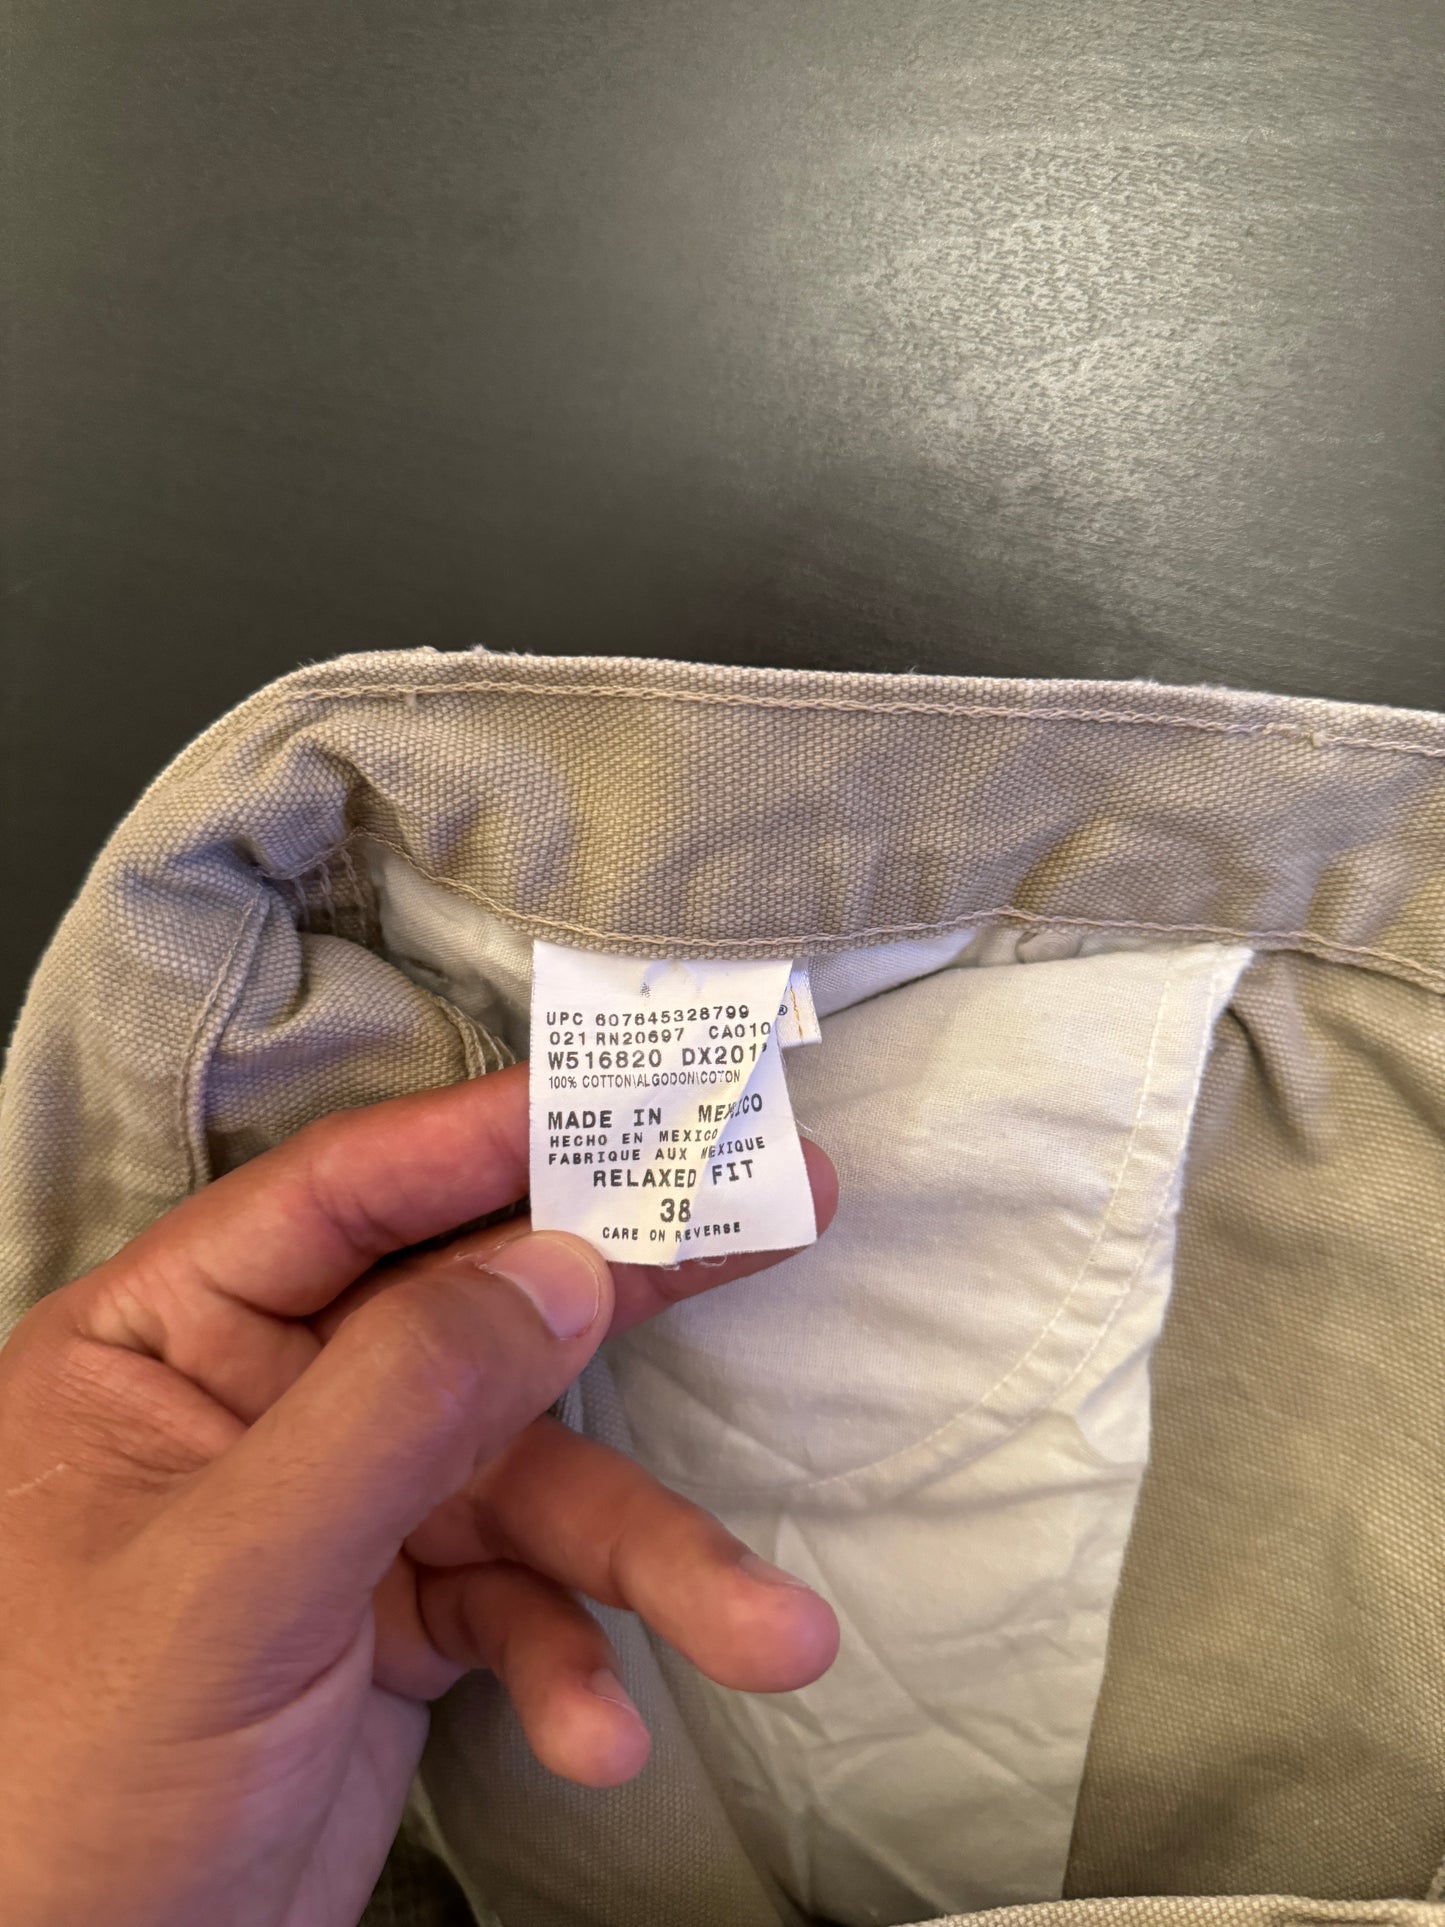 UPC 607645328799
021 RN20697 CA010
W516820 DX201
100% COTTON\ALGODON\COTON
MADE IN MEXICO
HECHO EN MEXICO
FABRIQUE AUX MEXIQUE
RELAXED FIT
38
CARE ON REVERSE
®